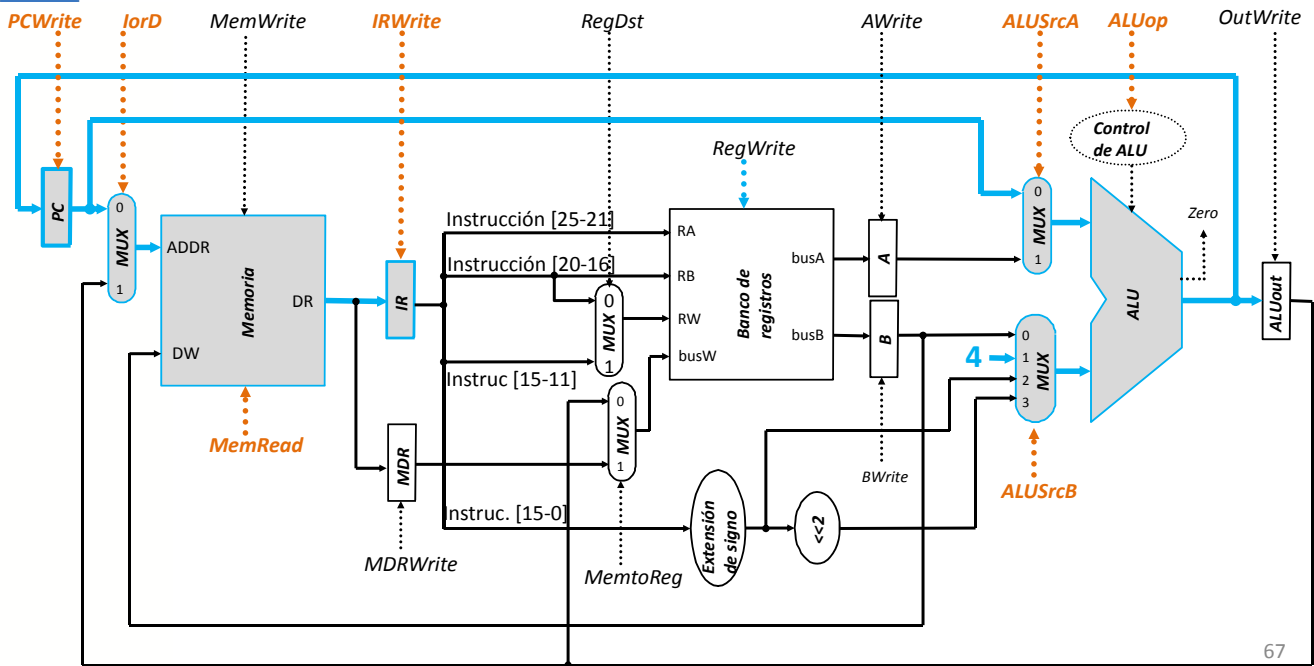 PCWrite
IorD
MemWrite
IRWrite
RegDst
AWrite
ALUSrcA
ALUop
OutWrite
Control
de ALU
RegWrite
PC
0
MUX
1
ADDR
Memoria
DR
DW
MemRead
IR
Instrucción [25-21]
Instrucción [20-16]
0
MUX
1
Instruc [15-11]
RA
RB
RW
busW
Banco de
registros
busA
busB
A
B
0
MUX
1
Zero
ALU
ALUout
4
0
1
2
3
MUX
ALUSrcB
BWrite
0
MUX
1
MDR
MDRWrite
MemtoReg
Instruc. [15-0]
Extensión
de signo
<<2
67